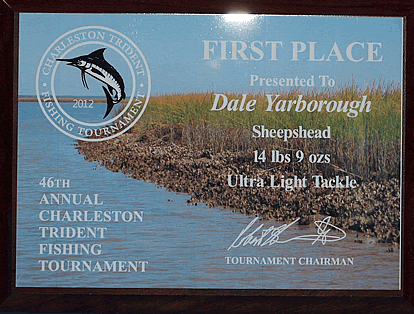 CHARLESTON TRIDENT
2012
FISHING TOURNAMENT
FIRST PLACE
Presented To
Dale Yarborough
Sheepshead
14 lbs 9 ozs
Ultra Light Tackle
46TH
ANNUAL
CHARLESTON
TRIDENT
FISHING
TOURNAMENT
TOURNAMENT CHAIRMAN